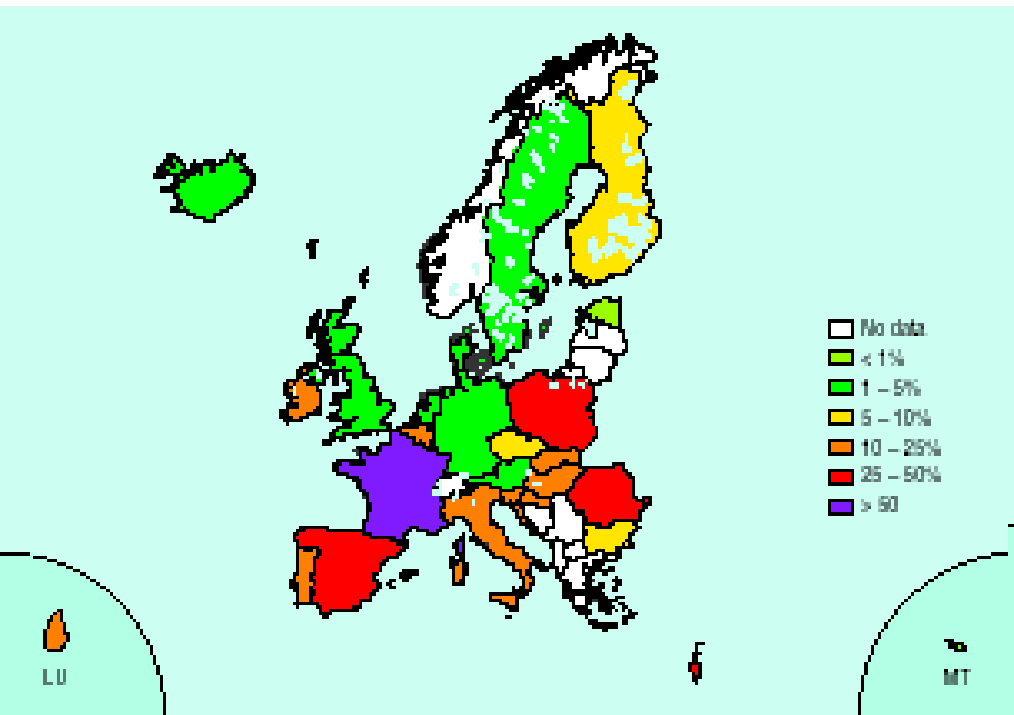 No data
< 1%
1 – 5%
5 – 10%
10 – 25%
25 – 50%
> 50
LU
MT